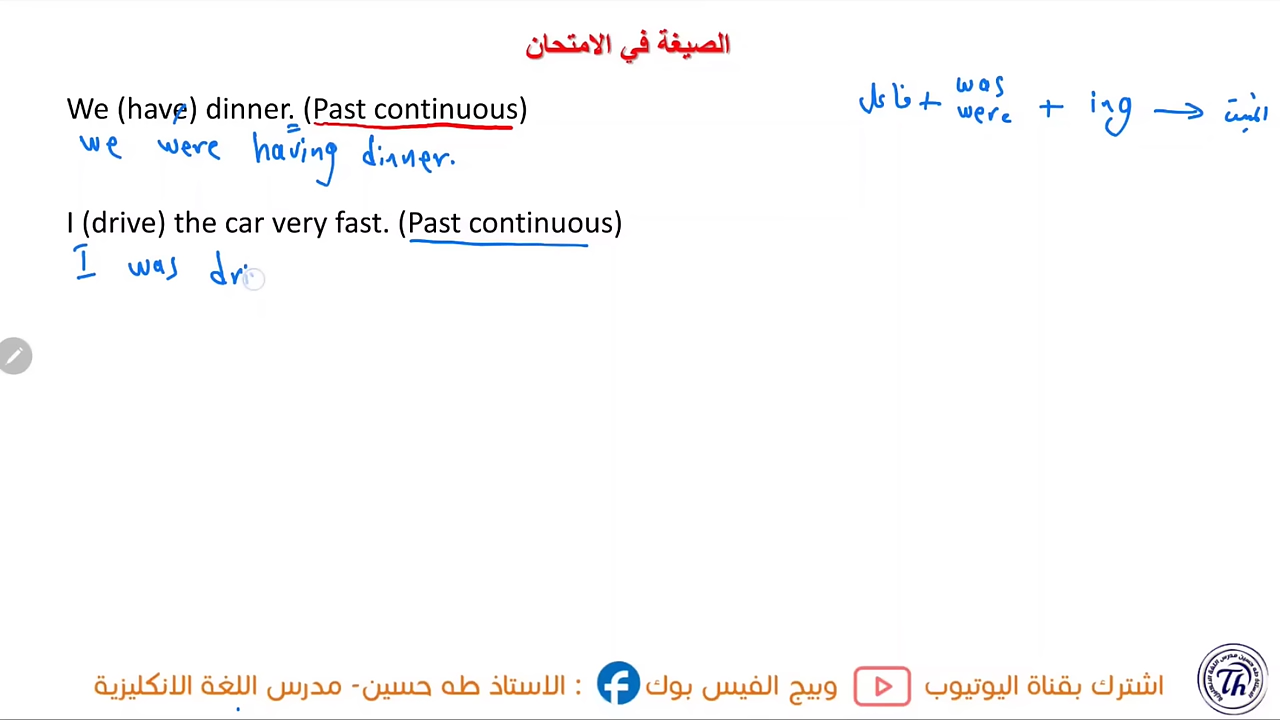 الصيغة في الامتحان
We (have) dinner. (Past continuous)
فاعل + was were + ing → المثبت
we were having dinner.
I (drive) the car very fast. (Past continuous)
I was dri
اشترك بقناة اليوتيوب وبيج الفيس بوك : الاستاذ طه حسين- مدرس اللغة الانكليزية
Th